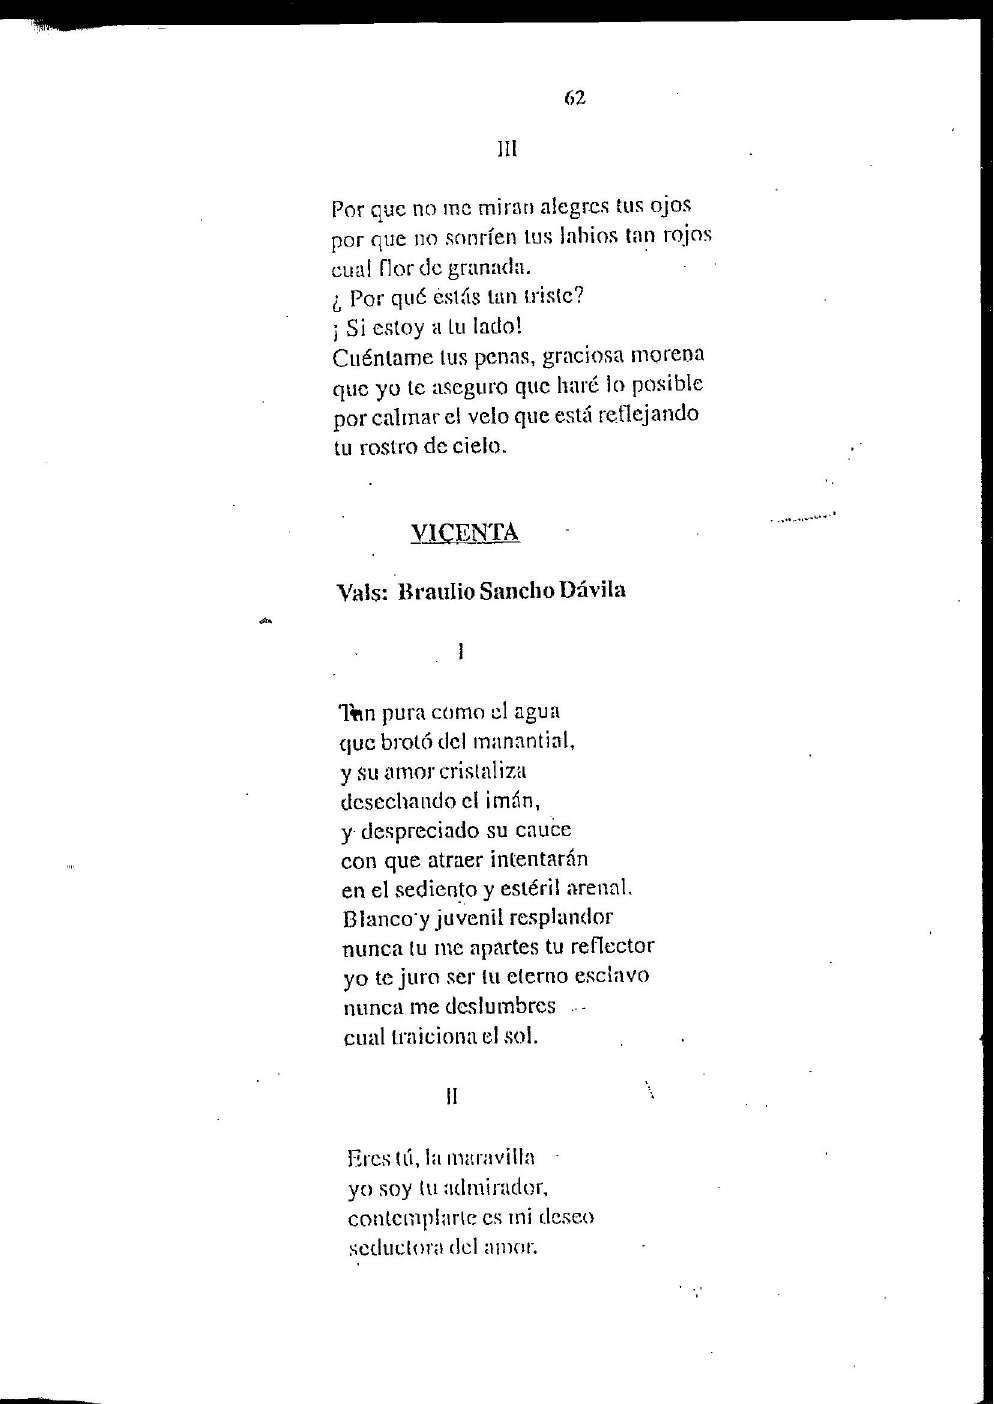 62
III
Por que no me miran alegres tus ojos
por que no sonríen tus labios tan rojos
cual flor de granada.
¿ Por qué estás tan triste?
¡ Si estoy a tu lado!
Cuéntame tus penas, graciosa morena
que yo te aseguro que haré lo posible
por calmar el velo que está reflejando
tu rostro de cielo.
VICENTA
Vals: Braulio Sancho Dávila
I
Tan pura como el agua
que brotó del manantial,
y su amor cristaliza
desechando el imán,
y despreciado su cauce
con que atraer intentarán
en el sediento y estéril arenal.
Blanco y juvenil resplandor
nunca tu me apartes tu reflector
yo te juro ser tu eterno esclavo
nunca me deslumbres
cual traiciona el sol.
II
Eres tú, la maravilla
yo soy tu admirador,
contemplarte es mi deseo
seductora del amor.